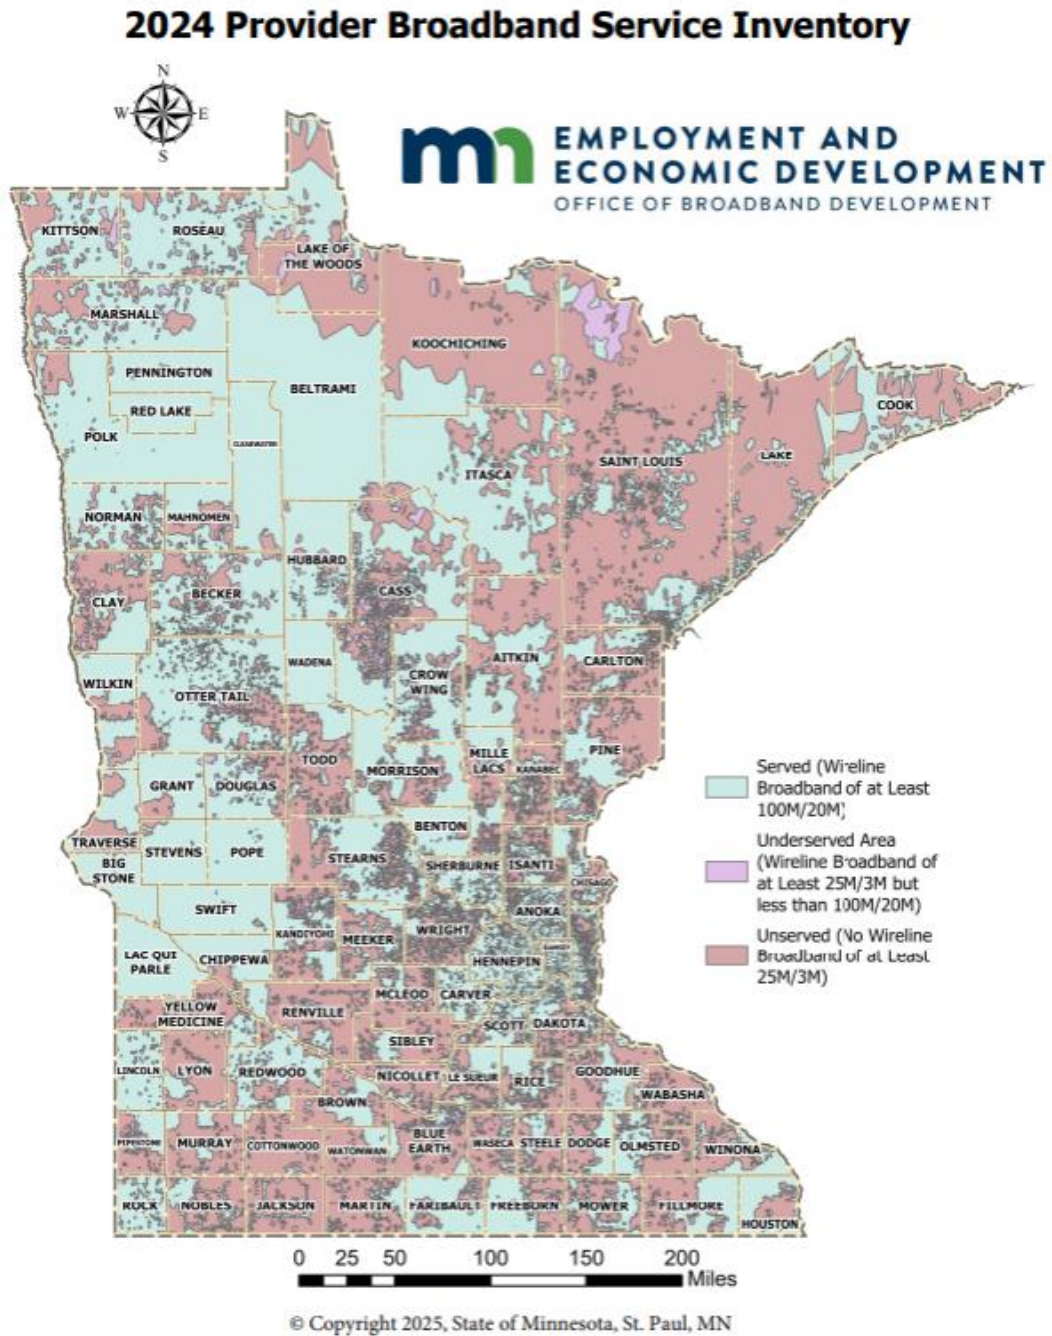 2024 Provider Broadband Service Inventory
N
W
E
S
mn
EMPLOYMENT AND
ECONOMIC DEVELOPMENT
OFFICE OF BROADBAND DEVELOPMENT
KITTSON
ROSEAU
LAKE OF
THE WOODS
MARSHALL
KOOCHICHING
PENNINGTON
BELTRAMI
RED LAKE
COOK
POLK
CLEARWATER
ITASCA
SAINT LOUIS
LAKE
NORMAN
MAHNOMEN
HUBBARD
CASS
BECKER
CLAY
AITKIN
CARLTON
WADENA
WILKIN
CROW
WING
OTTER TAIL
PINE
TODD
MILLE
LACS
KANABEC
MORRISON
GRANT
DOUGLAS
BENTON
TRAVERSE
STEVENS
POPE
STEARNS
BIG
STONE
SHERBURNE
ISANTI
CHISAGO
SWIFT
ANOKA
KANDIYOHI
MEEKER
WRIGHT
RAMSEY
LAC QUI
PARLE
CHIPPEWA
HENNEPIN
MCLEOD
CARVER
YELLOW
MEDICINE
RENVILLE
SCOTT
DAKOTA
SIBLEY
LINCOLN
LYON
REDWOOD
NICOLLET
LE SUEUR
RICE
GOODHUE
WABASHA
BROWN
PIPESTONE
MURRAY
COTTONWOOD
WATONWAN
BLUE
EARTH
WASECA
STEELE
DODGE
OLMSTED
WINONA
ROCK
NOBLES
JACKSON
MARTIN
FARIBAULT
FREEBORN
MOWER
FILLMORE
HOUSTON
Served (Wireline
Broadband of at Least
100M/20M)
Underserved Area
(Wireline Broadband of
at Least 25M/3M but
less than 100M/20M)
Unserved (No Wireline
Broadband of at Least
25M/3M)
0 25 50 100 150 200
Miles
© Copyright 2025, State of Minnesota, St. Paul, MN